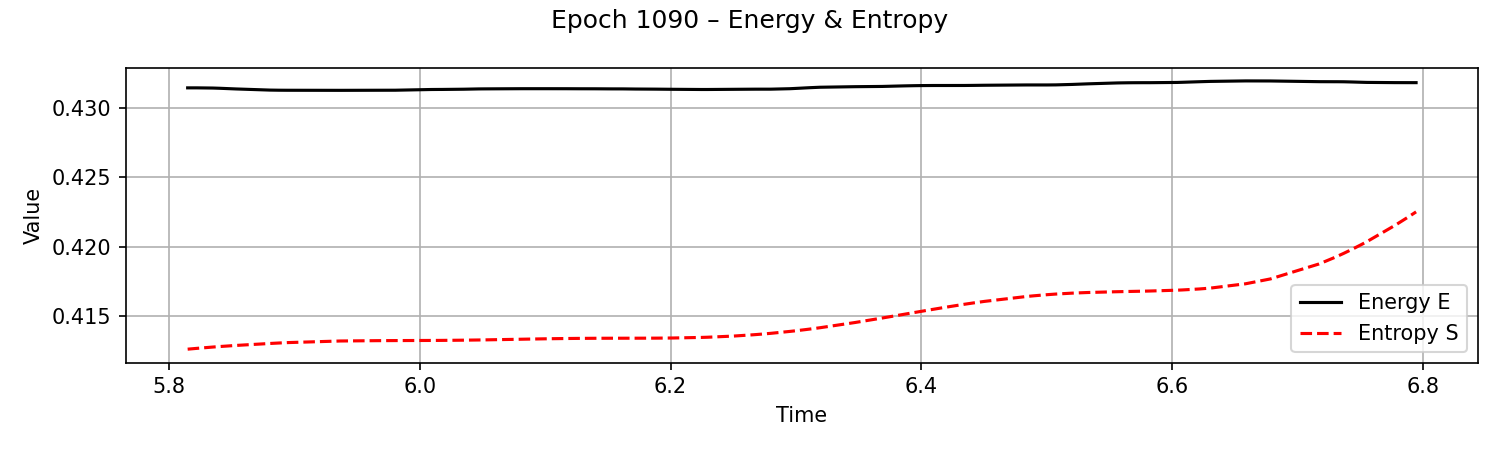 Epoch 1090 – Energy & Entropy
0.430
0.425
0.420
0.415
Value
Energy E
Entropy S
5.8 6.0 6.2 6.4 6.6 6.8
Time